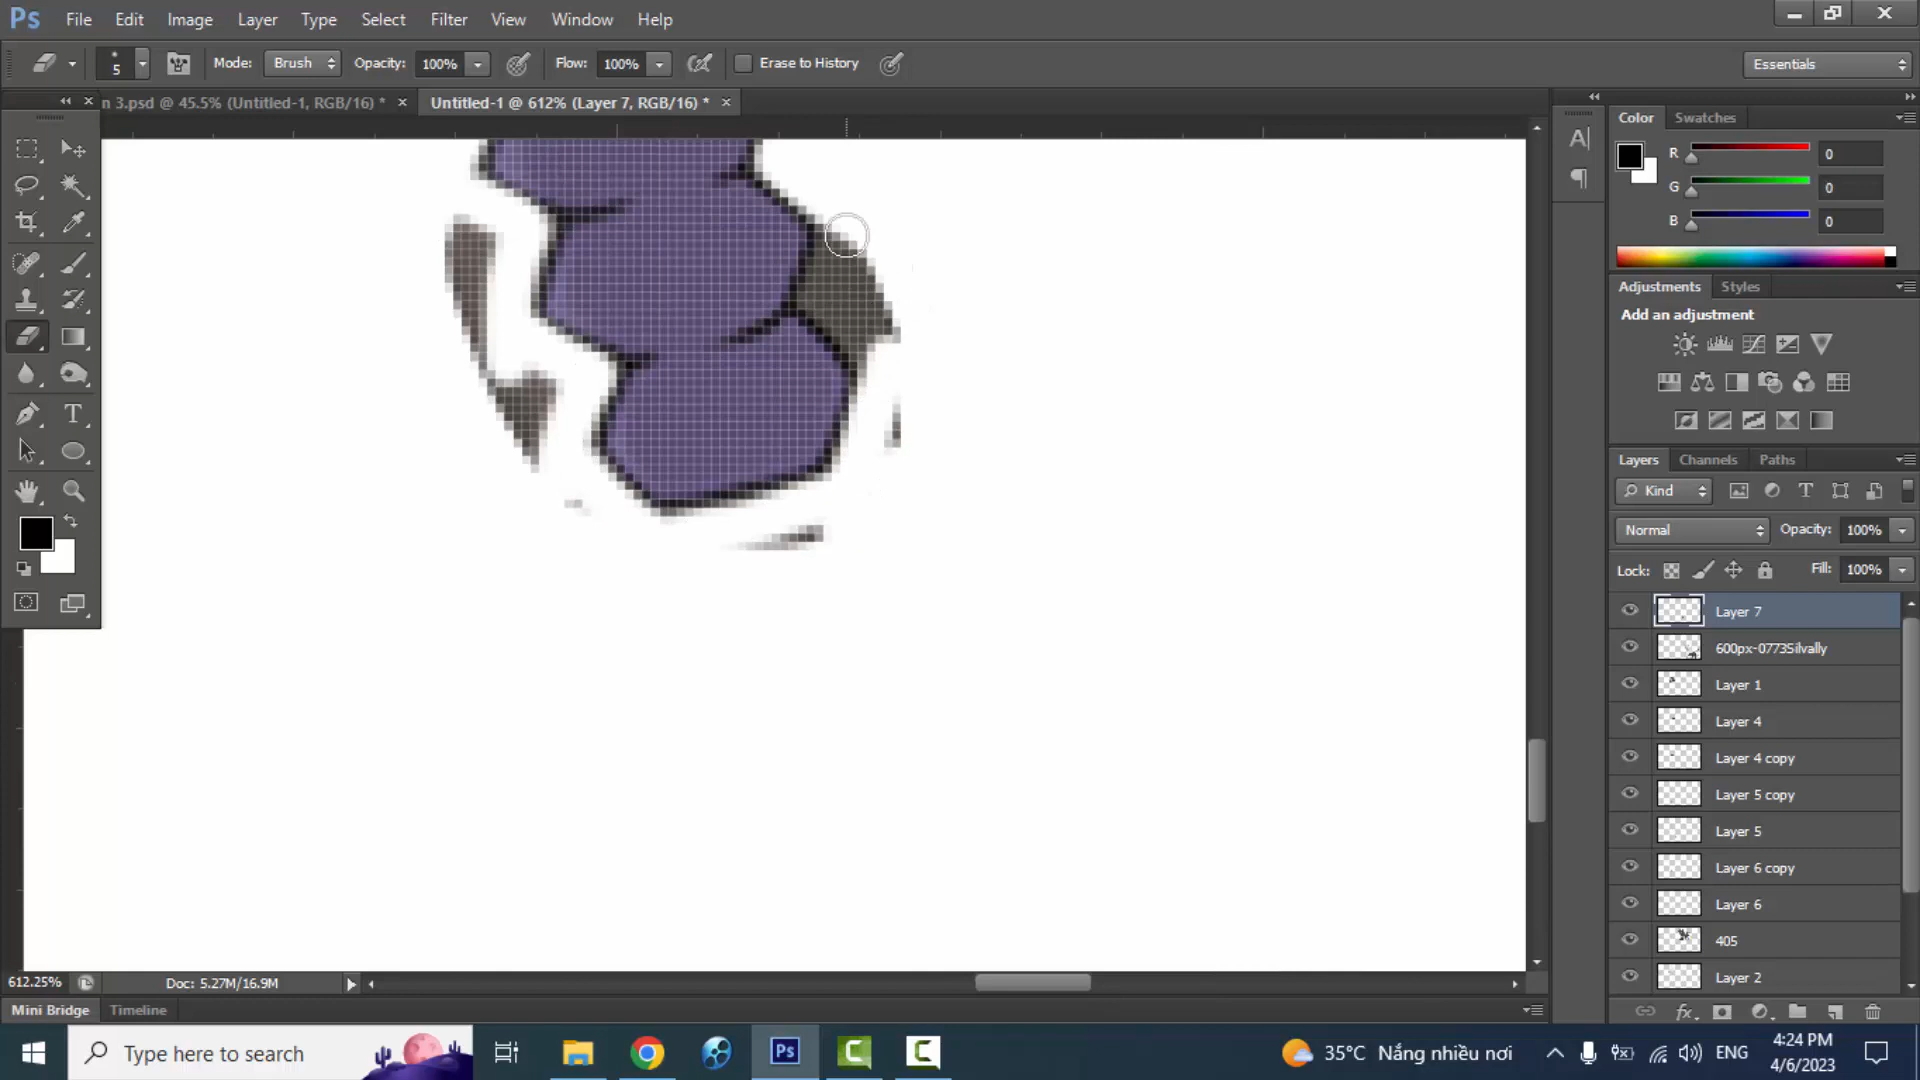 Ps File Edit Image Layer Type Select Filter View Window Help
5 Mode: Brush Opacity: 100% Flow: 100% Erase to History Essentials
n 3.psd @ 45.5% (Untitled-1, RGB/16) * Untitled-1 @ 612% (Layer 7, RGB/16) *
Color Swatches
R 0
G 0
B 0
Adjustments Styles
Add an adjustment
Layers Channels Paths
Kind
Normal Opacity: 100%
Lock: Fill: 100%
Layer 7
600px-0773Silvally
Layer 1
Layer 4
Layer 4 copy
Layer 5 copy
Layer 5
Layer 6 copy
Layer 6
405
Layer 2
612.25% Doc: 5.27M/16.9M
Mini Bridge Timeline
Type here to search Ps 35°C Nắng nhiều nơi ENG
4:24 PM
4/6/2023